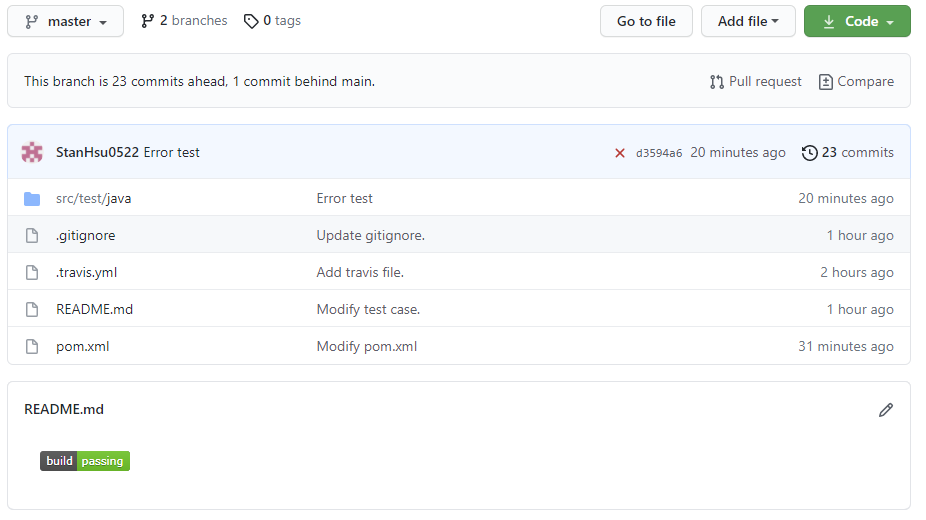 master 2 branches 0 tags Go to file Add file Code
This branch is 23 commits ahead, 1 commit behind main. Pull request Compare
StanHsu0522 Error test d3594a6 20 minutes ago 23 commits
src/test/java Error test 20 minutes ago
.gitignore Update gitignore. 1 hour ago
.travis.yml Add travis file. 2 hours ago
README.md Modify test case. 1 hour ago
pom.xml Modify pom.xml 31 minutes ago
README.md
build passing